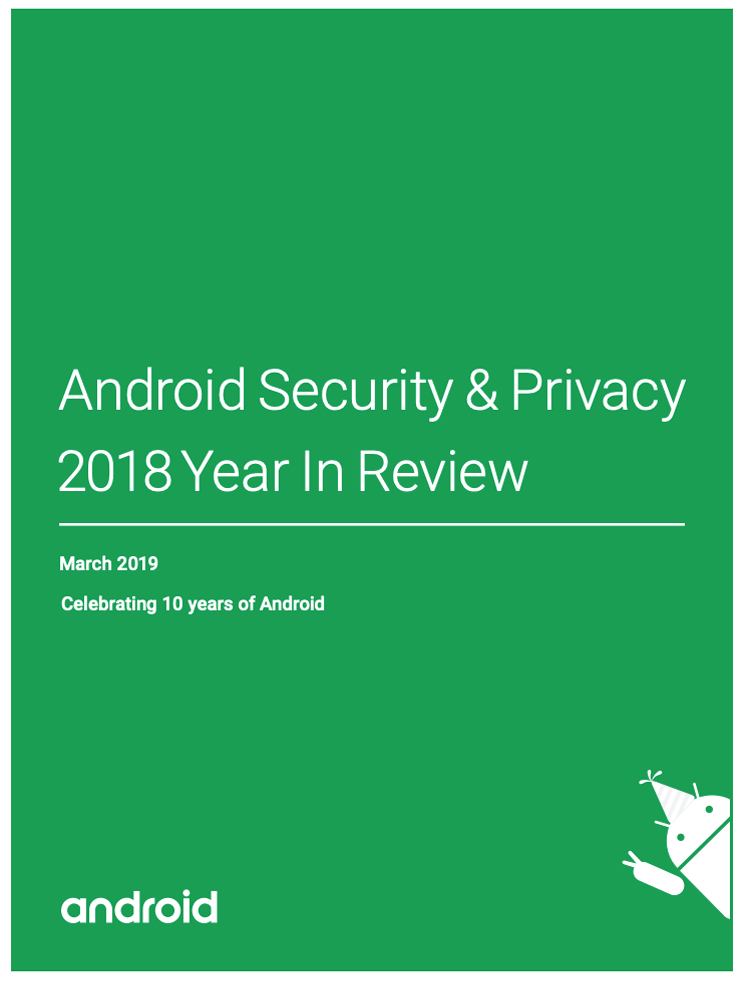 Android Security & Privacy
2018 Year In Review
March 2019
Celebrating 10 years of Android
android